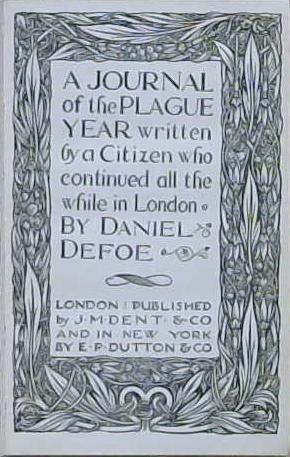 A JOURNAL
of the PLAGUE
YEAR written
by a Citizen who
continued all the
while in London
BY DANIEL
DEFOE
LONDON: PUBLISHED
by J. M. DENT. & CO
AND IN NEW YORK
BY E. P. DUTTON & CO